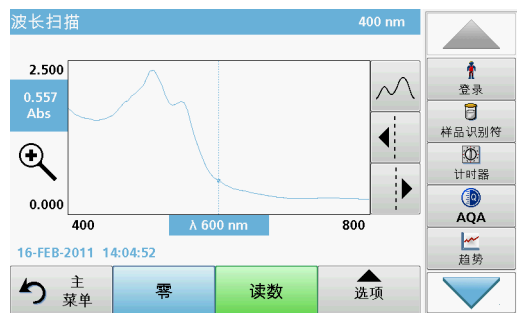 波长扫描 400 nm
2.500
0.557
Abs
0.000
400 λ 600 nm 800
16-FEB-2011 14:04:52
主
菜单
零
读数
选项
登录
样品识别符
计时器
AQA
趋势